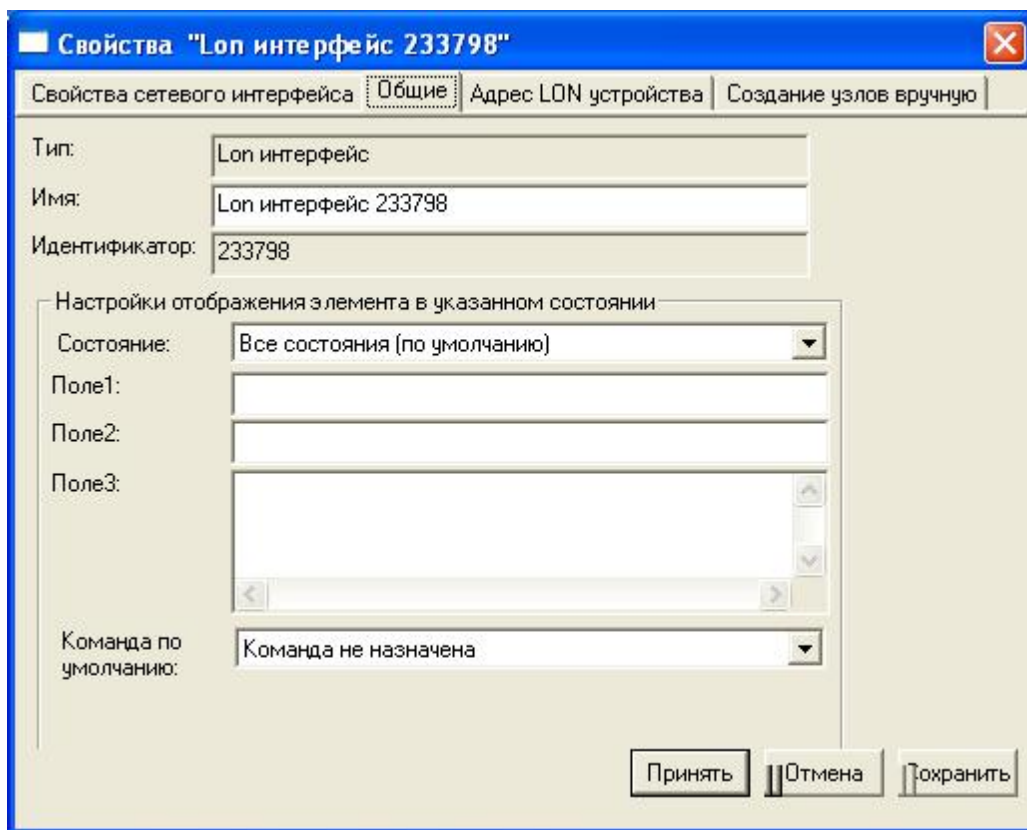 Свойства "Lon интерфейс 233798"
Свойства сетевого интерфейса Общие Адрес LON устройства Создание узлов вручную
Тип: Lon интерфейс
Имя: Lon интерфейс 233798
Идентификатор: 233798
Настройки отображения элемента в указанном состоянии
Состояние: Все состояния (по умолчанию)
Поле1:
Поле2:
Поле3:
Команда по умолчанию: Команда не назначена
Принять Отмена Сохранить